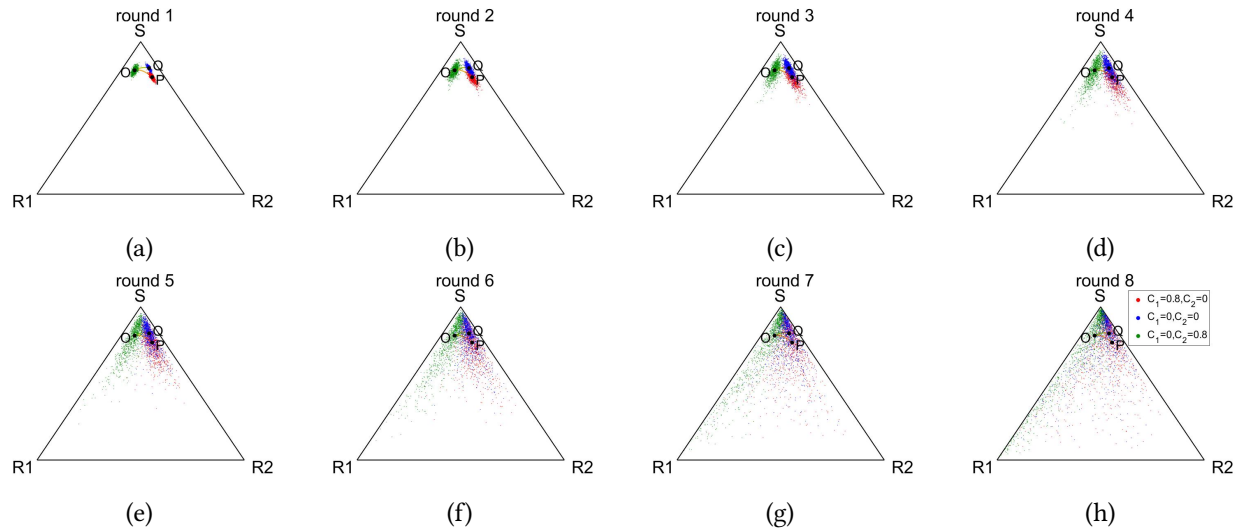 round 1
round 2
round 3
round 4
S
S
S
S
O
Q
P
O
Q
P
O
Q
P
O
Q
P
R1
R2
R1
R2
R1
R2
R1
R2
(a)
(b)
(c)
(d)
round 5
round 6
round 7
round 8
S
S
S
S
C1=0.8,C2=0
C1=0,C2=0
C1=0,C2=0.8
O
Q
P
O
Q
P
O
Q
P
O
Q
P
R1
R2
R1
R2
R1
R2
R1
R2
(e)
(f)
(g)
(h)